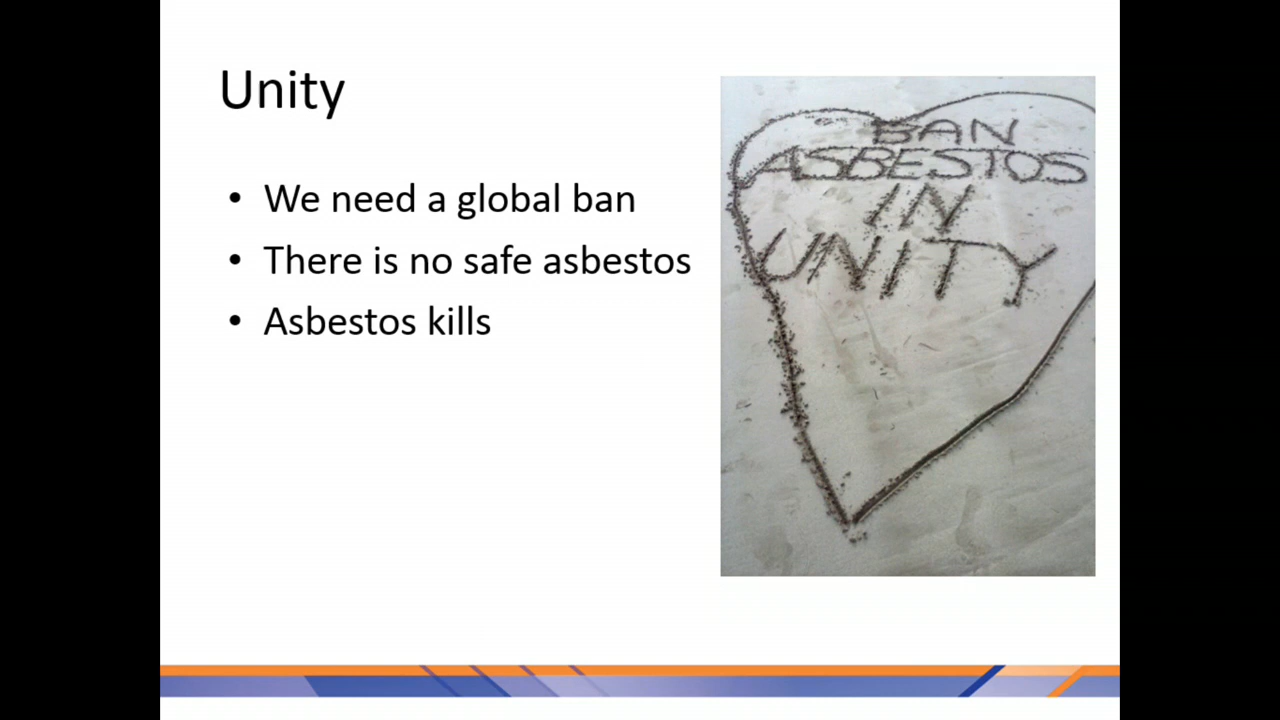 Unity
• We need a global ban
• There is no safe asbestos
• Asbestos kills
BAN
ASBESTOS
IN
UNITY